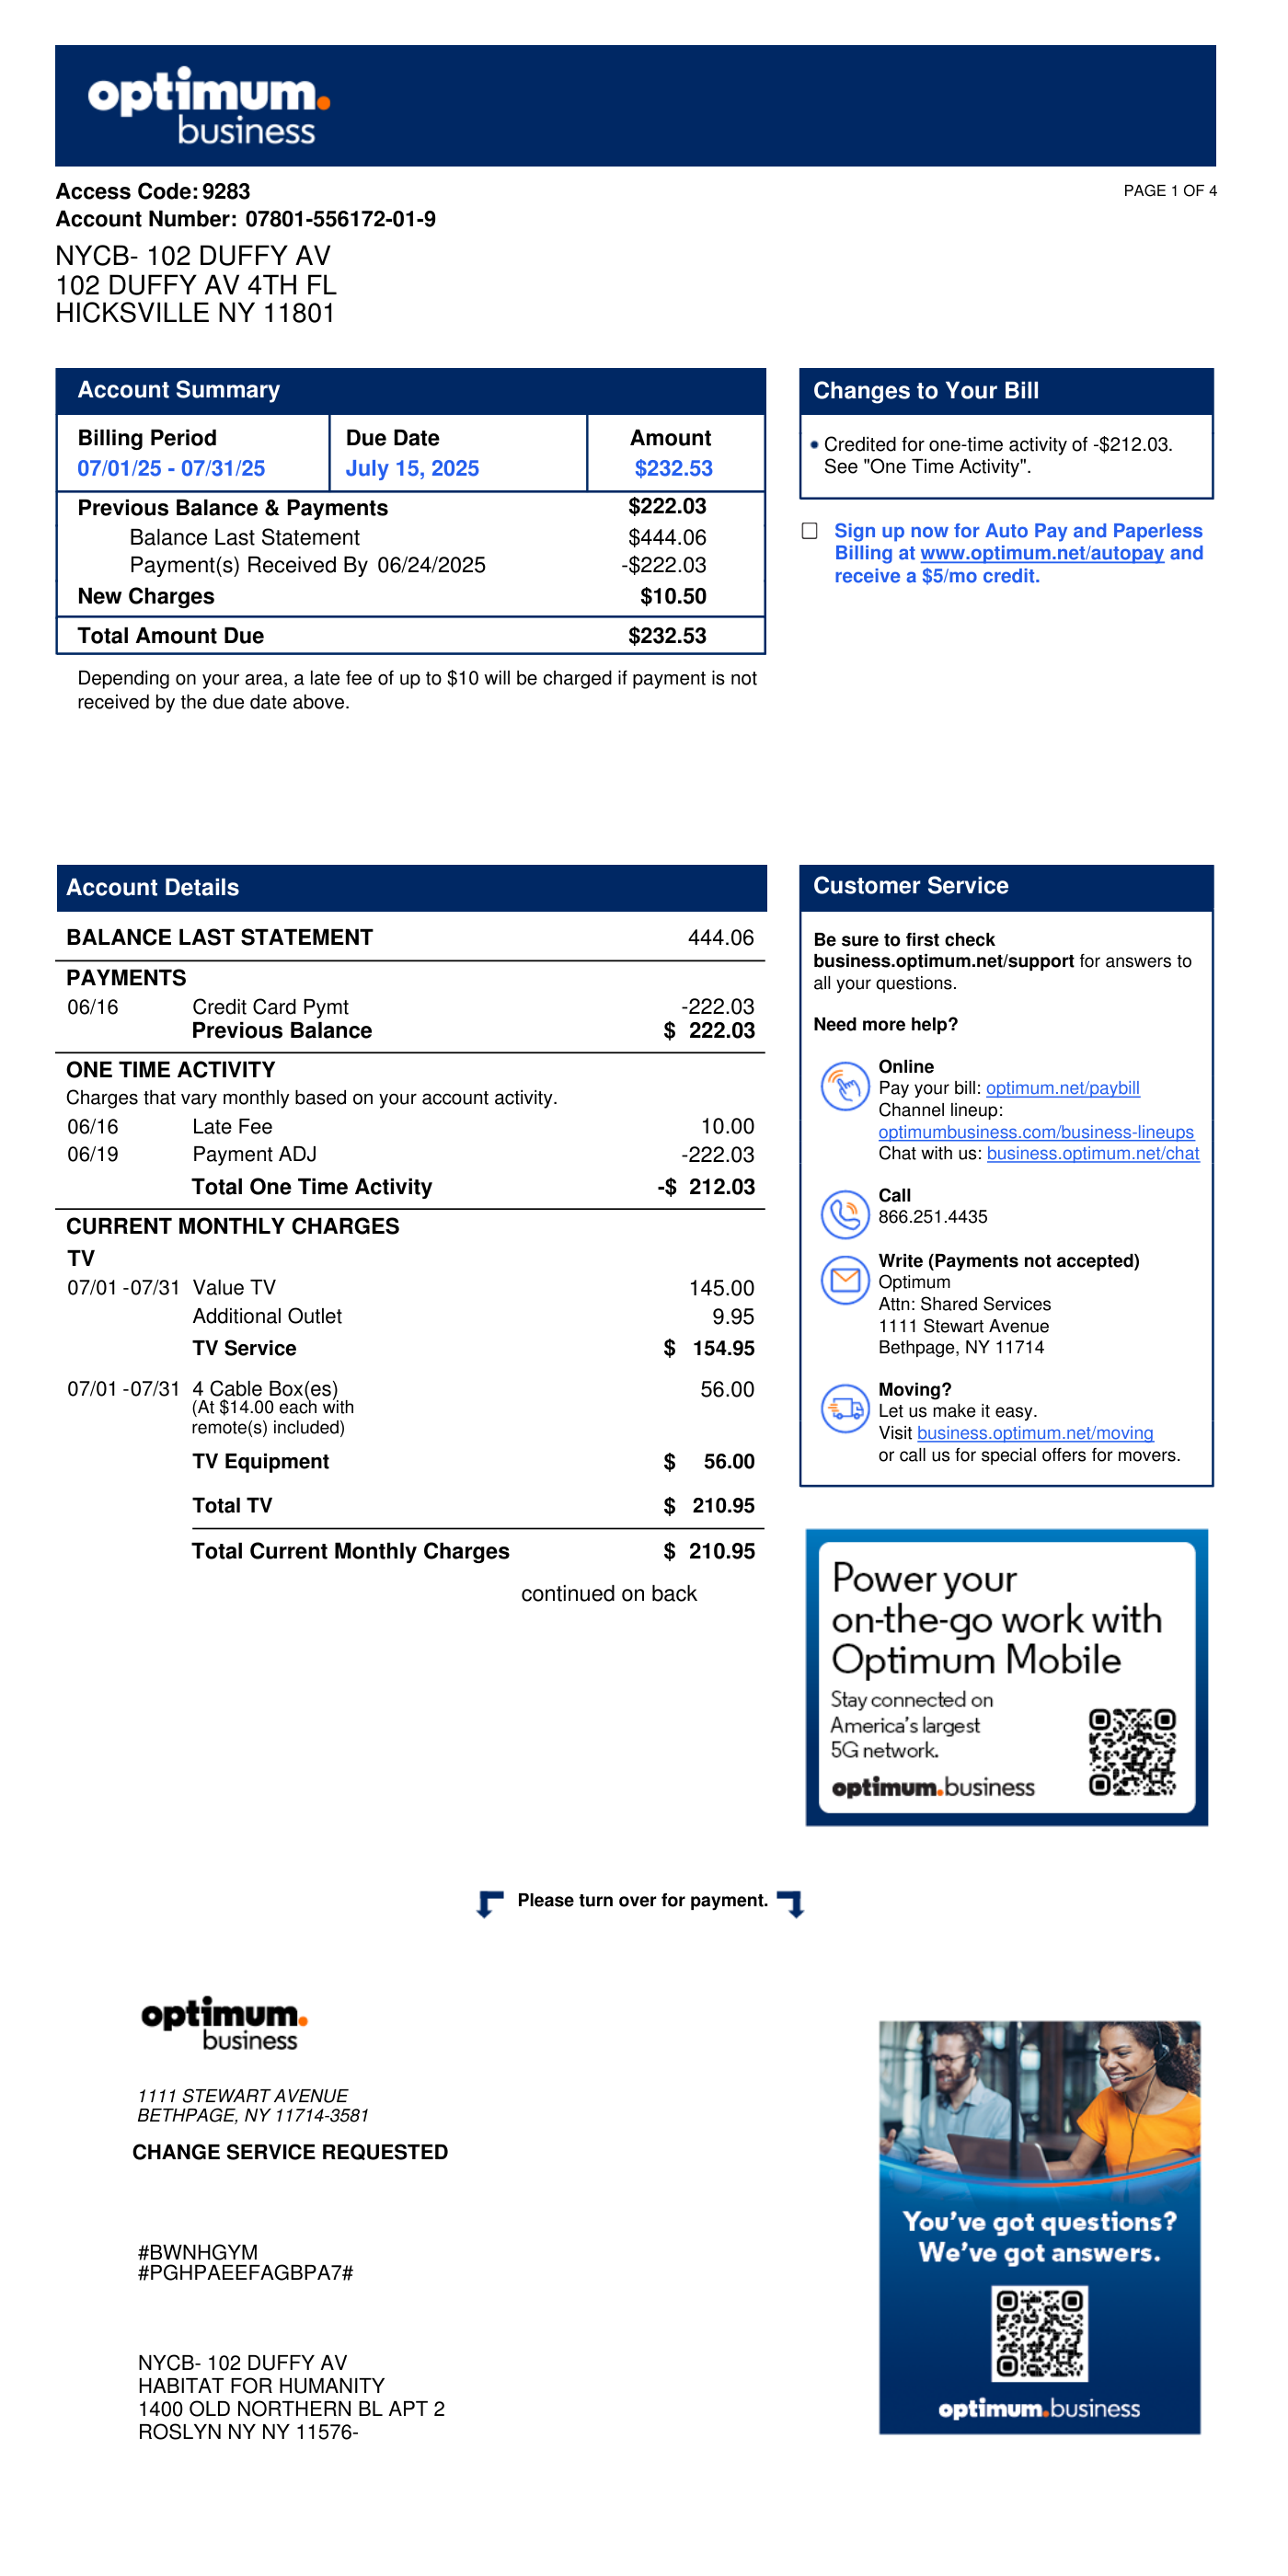 optimum.
business
Access Code: 9283
PAGE 1 OF 4
Account Number: 07801-556172-01-9
NYCB- 102 DUFFY AV
102 DUFFY AV 4TH FL
HICKSVILLE NY 11801
Account Summary
Billing Period Due Date Amount
07/01/25 - 07/31/25 July 15, 2025 $232.53
Previous Balance & Payments $222.03
Balance Last Statement $444.06
Payment(s) Received By 06/24/2025 -$222.03
New Charges $10.50
Total Amount Due $232.53
Depending on your area, a late fee of up to $10 will be charged if payment is not
received by the due date above.
Changes to Your Bill
• Credited for one-time activity of -$212.03.
See "One Time Activity".
Sign up now for Auto Pay and Paperless
Billing at www.optimum.net/autopay and
receive a $5/mo credit.
Account Details
BALANCE LAST STATEMENT 444.06
PAYMENTS
06/16 Credit Card Pymt -222.03
Previous Balance $ 222.03
ONE TIME ACTIVITY
Charges that vary monthly based on your account activity.
06/16 Late Fee 10.00
06/19 Payment ADJ -222.03
Total One Time Activity -$ 212.03
CURRENT MONTHLY CHARGES
TV
07/01 -07/31 Value TV 145.00
Additional Outlet 9.95
TV Service $ 154.95
07/01 -07/31 4 Cable Box(es) 56.00
(At $14.00 each with
remote(s) included)
TV Equipment $ 56.00
Total TV $ 210.95
Total Current Monthly Charges $ 210.95
continued on back
Customer Service
Be sure to first check
business.optimum.net/support for answers to
all your questions.
Need more help?
Online
Pay your bill: optimum.net/paybill
Channel lineup:
optimumbusiness.com/business-lineups
Chat with us: business.optimum.net/chat
Call
866.251.4435
Write (Payments not accepted)
Optimum
Attn: Shared Services
1111 Stewart Avenue
Bethpage, NY 11714
Moving?
Let us make it easy.
Visit business.optimum.net/moving
or call us for special offers for movers.
Power your
on-the-go work with
Optimum Mobile
Stay connected on
America's largest
5G network.
optimum.business
Please turn over for payment.
optimum.
business
1111 STEWART AVENUE
BETHPAGE, NY 11714-3581
CHANGE SERVICE REQUESTED
#BWNHGYM
#PGHPAEEFAGBPA7#
NYCB- 102 DUFFY AV
HABITAT FOR HUMANITY
1400 OLD NORTHERN BL APT 2
ROSLYN NY NY 11576-
You've got questions?
We've got answers.
optimum.business